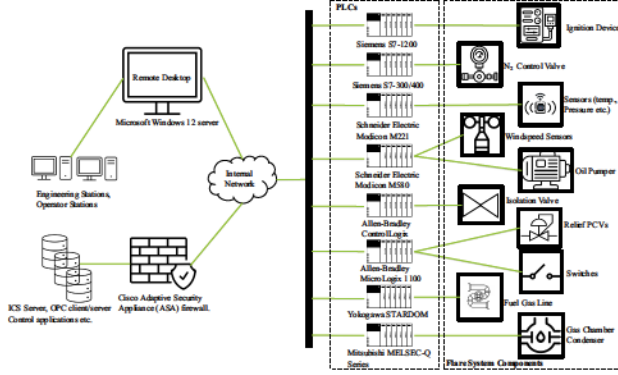 PLCs
Siemens S7-1200
Siemens S7-300/400
Schneider Electric
Modicon M221
Schneider Electric
Modicon M580
Allen-Bradley
ControlLogix
Allen-Bradley
MicroLogix 1100
Yokogawa STARDOM
Mitsubishi MELSEC-Q
Series
Remote Desktop
Microsoft Windows 12 server
Engineering Stations,
Operator Stations
Internal
Network
ICS Server, OPC client/server
Control applications etc.
Cisco Adaptive Security
Appliance (ASA) firewall.
Ignition Device
N₂ Control Valve
Sensors (temp.,
Pressure etc.)
Windspeed Sensors
Oil Pumper
Isolation Valve
Relief PCVs
Switches
Fuel Gas Line
Gas Chamber
Condenser
Flare System Components